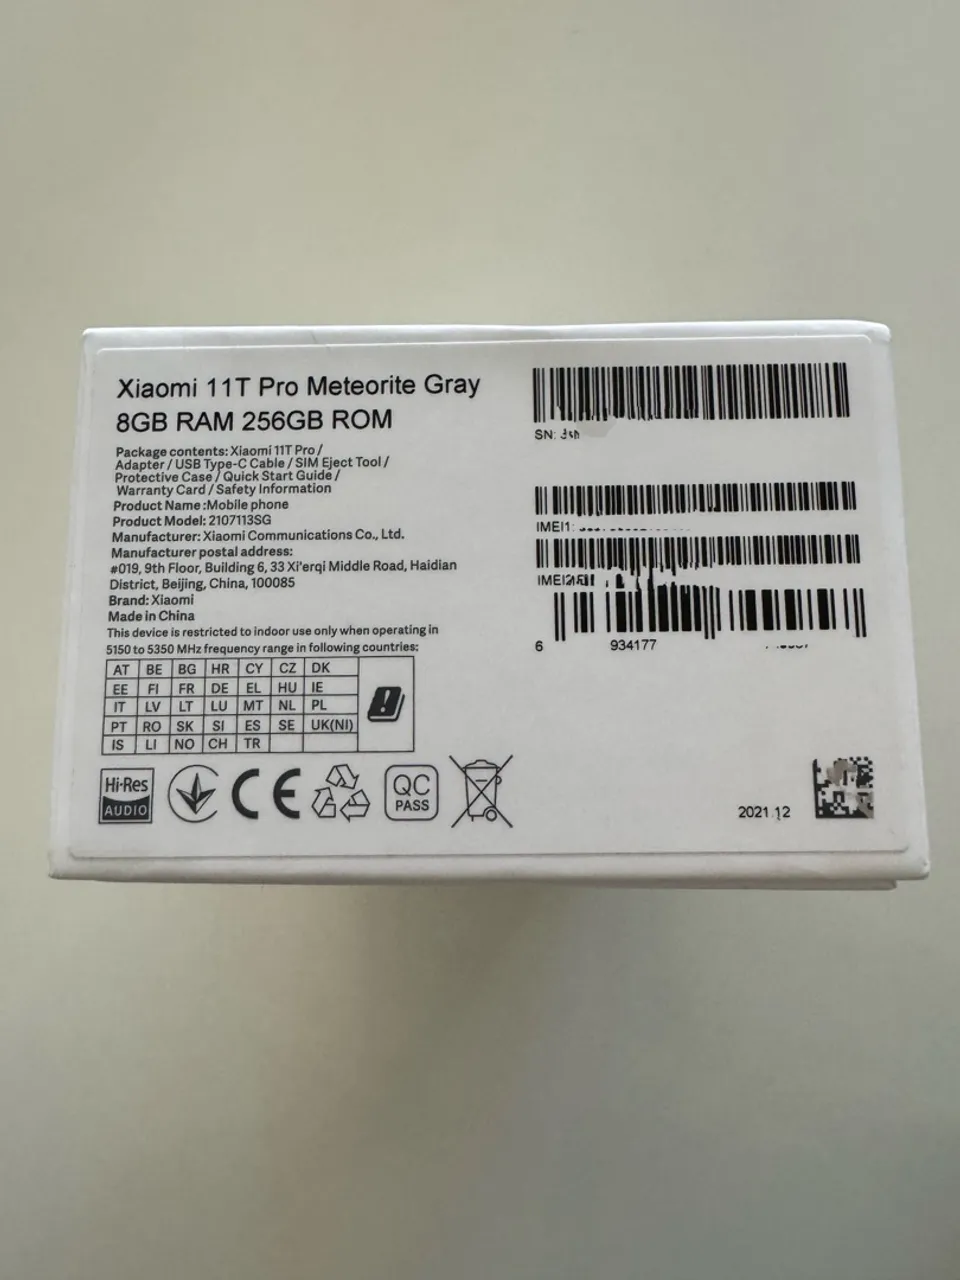 Xiaomi 11T Pro Meteorite Gray
8GB RAM 256GB ROM
Package contents: Xiaomi 11T Pro /
Adapter / USB Type-C Cable / SIM Eject Tool /
Protective Case / Quick Start Guide /
Warranty Card / Safety Information
Product Name :Mobile phone
Product Model: 2107113SG
Manufacturer: Xiaomi Communications Co., Ltd.
Manufacturer postal address:
#019, 9th Floor, Building 6, 33 Xi'erqi Middle Road, Haidian
District, Beijing, China, 100085
Brand: Xiaomi
Made in China
This device is restricted to indoor use only when operating in
5150 to 5350 MHz frequency range in following countries:
AT BE BG HR CY CZ DK
EE FI FR DE EL HU IE
IT LV LT LU MT NL PL
PT RO SK SI ES SE UK(NI)
IS LI NO CH TR
Hi-Res
AUDIO
CE
QC
PASS
SN:
IMEI1:
IMEI2
6 934177
2021.12